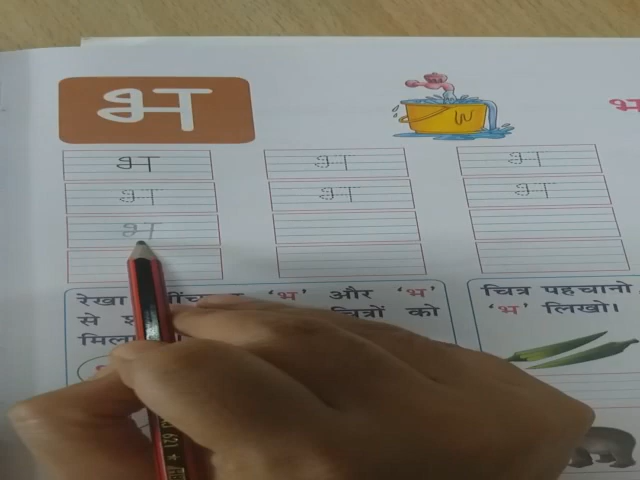 भ
भ
भ भ भ
भ भ भ
भ
रेखा 'भ' और 'भ'
से चित्रों को
चित्र पहचानो
'भ' लिखो।